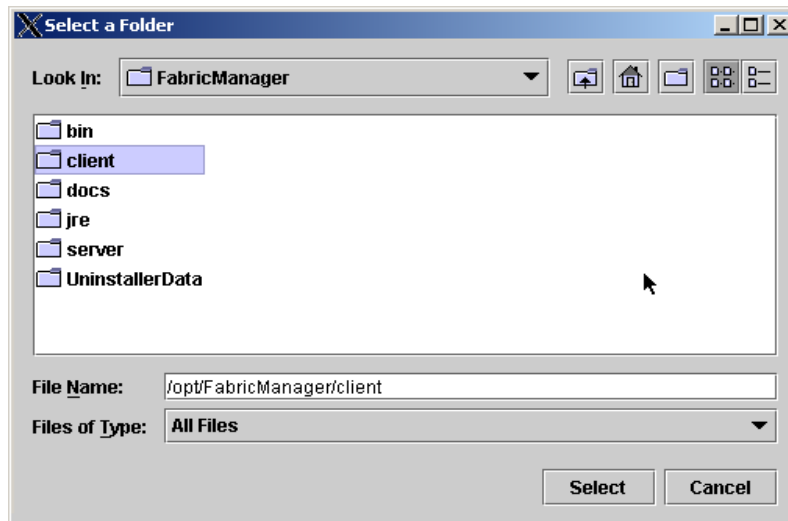 Select a Folder
Look In: FabricManager
bin
client
docs
jre
server
UninstallerData
File Name: /opt/FabricManager/client
Files of Type: All Files
Select Cancel